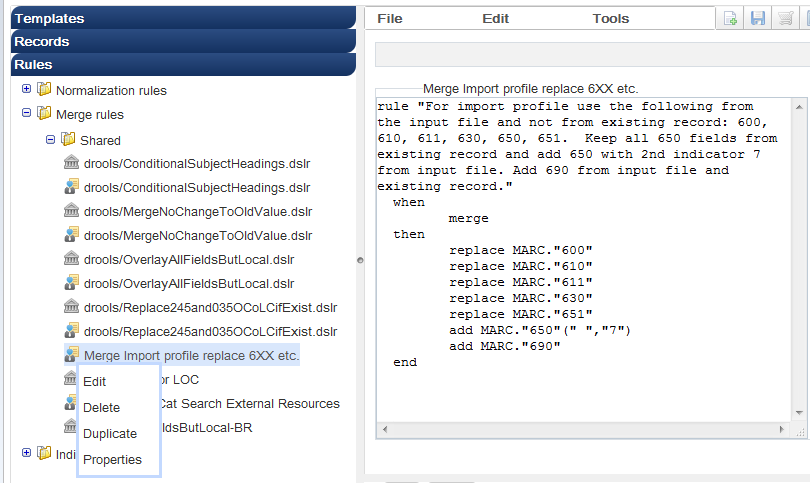 Templates
Records
Rules
Normalization rules
Merge rules
Shared
drools/ConditionalSubjectHeadings.dslr
drools/ConditionalSubjectHeadings.dslr
drools/MergeNoChangeToOldValue.dslr
drools/MergeNoChangeToOldValue.dslr
drools/OverlayAllFieldsButLocal.dslr
drools/OverlayAllFieldsButLocal.dslr
drools/Replace245and035OCoLCifExist.dslr
drools/Replace245and035OCoLCifExist.dslr
Merge Import profile replace 6XX etc.
or LOC
Cat Search External Resources
ldsButLocal-BR
Indi
Edit
Delete
Duplicate
Properties
File Edit Tools
Merge Import profile replace 6XX etc.
rule "For import profile use the following from
the input file and not from existing record: 600,
610, 611, 630, 650, 651.  Keep all 650 fields from
existing record and add 650 with 2nd indicator 7
from input file. Add 690 from input file and
existing record."
when
merge
then
replace MARC."600"
replace MARC."610"
replace MARC."611"
replace MARC."630"
replace MARC."651"
add MARC."650"(" ","7")
add MARC."690"
end